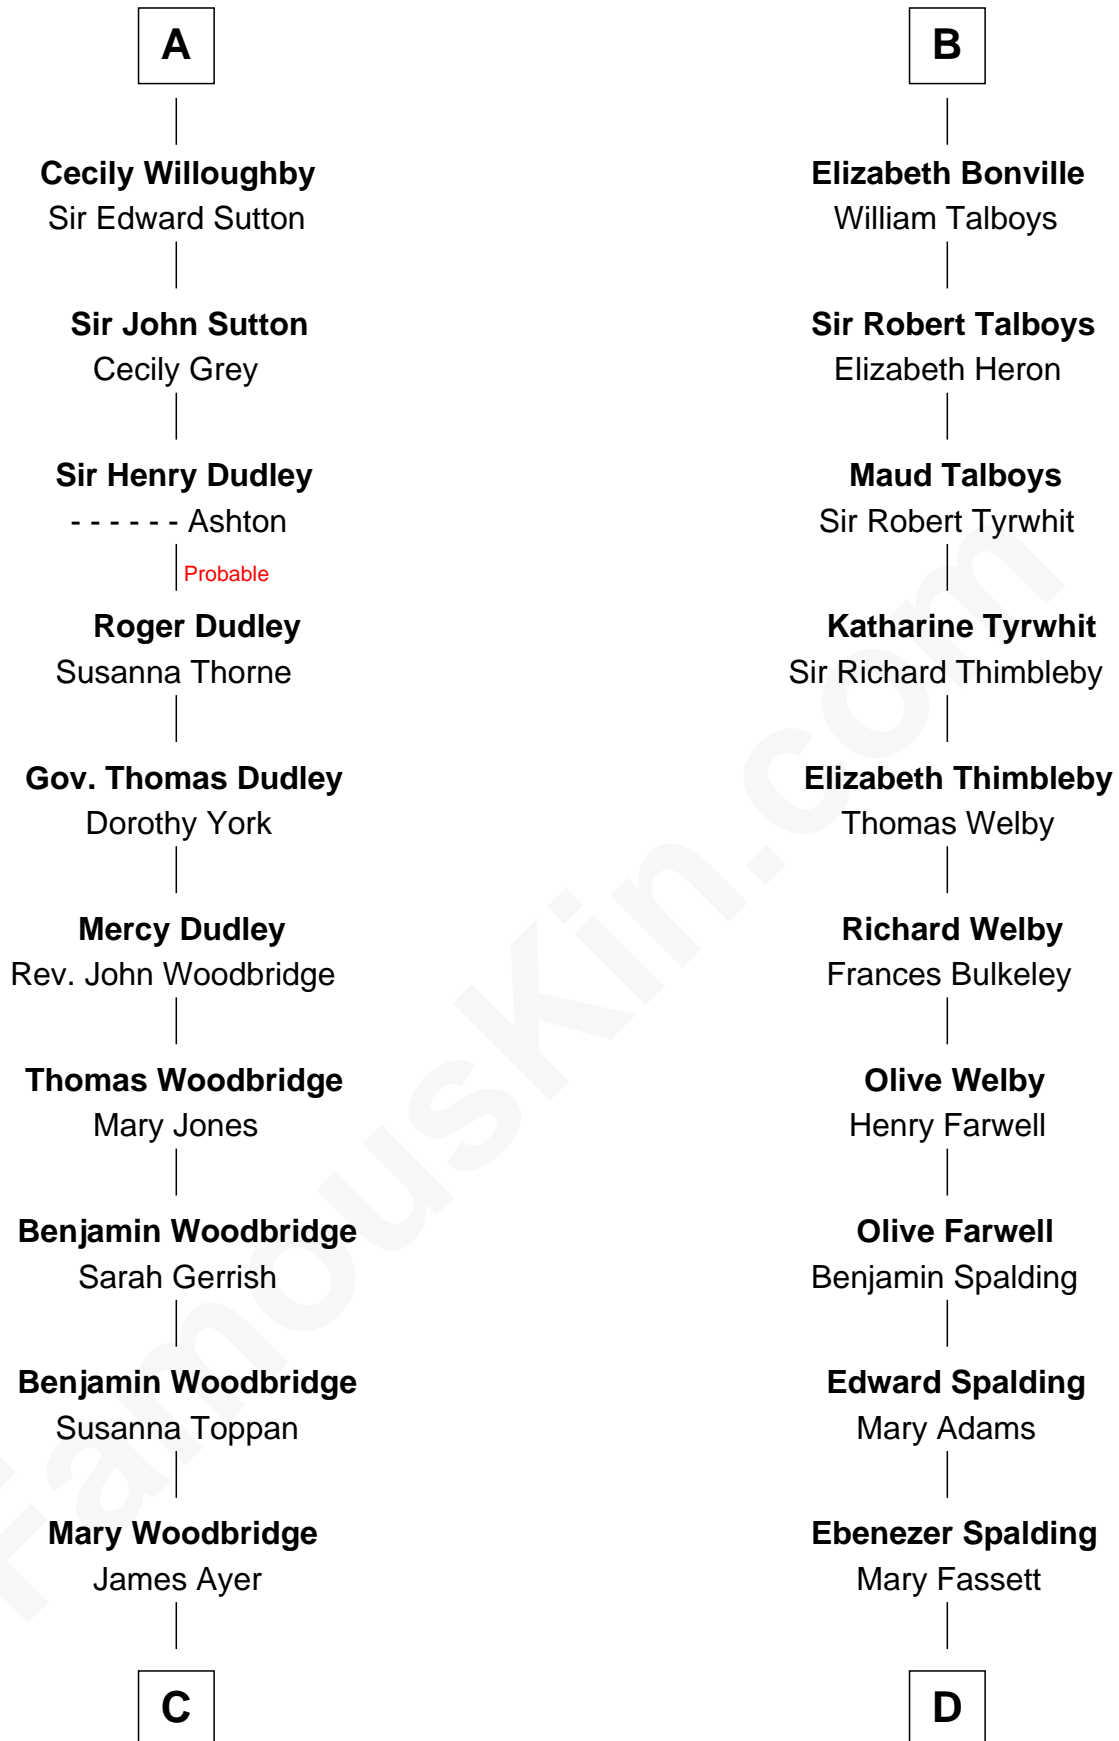 A
Cecily Willoughby
Sir Edward Sutton
Sir John Sutton
Cecily Grey
Sir Henry Dudley
- - - - - - Ashton
Probable
Roger Dudley
Susanna Thorne
Gov. Thomas Dudley
Dorothy York
Mercy Dudley
Rev. John Woodbridge
Thomas Woodbridge
Mary Jones
Benjamin Woodbridge
Sarah Gerrish
Benjamin Woodbridge
Susanna Toppan
Mary Woodbridge
James Ayer
C
B
Elizabeth Bonville
William Talboys
Sir Robert Talboys
Elizabeth Heron
Maud Talboys
Sir Robert Tyrwhit
Katharine Tyrwhit
Sir Richard Thimbleby
Elizabeth Thimbleby
Thomas Welby
Richard Welby
Frances Bulkeley
Olive Welby
Henry Farwell
Olive Farwell
Benjamin Spalding
Edward Spalding
Mary Adams
Ebenezer Spalding
Mary Fassett
D
FamousKin.com